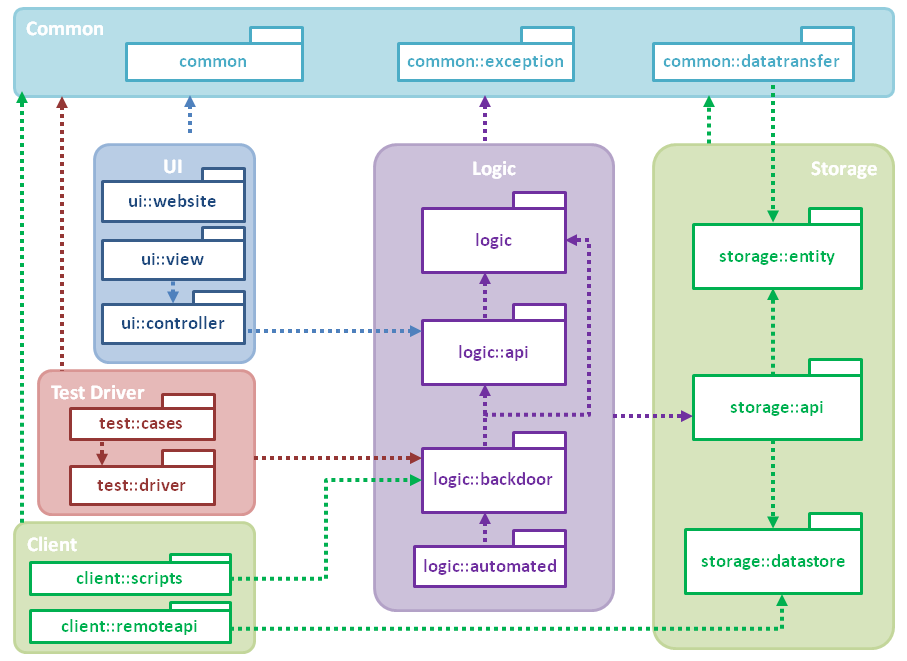 Common
common
common::exception
common::datatransfer
UI
ui::website
ui::view
ui::controller
Logic
logic
logic::api
logic::backdoor
logic::automated
Storage
storage::entity
storage::api
storage::datastore
Test Driver
test::cases
test::driver
Client
client::scripts
client::remoteapi